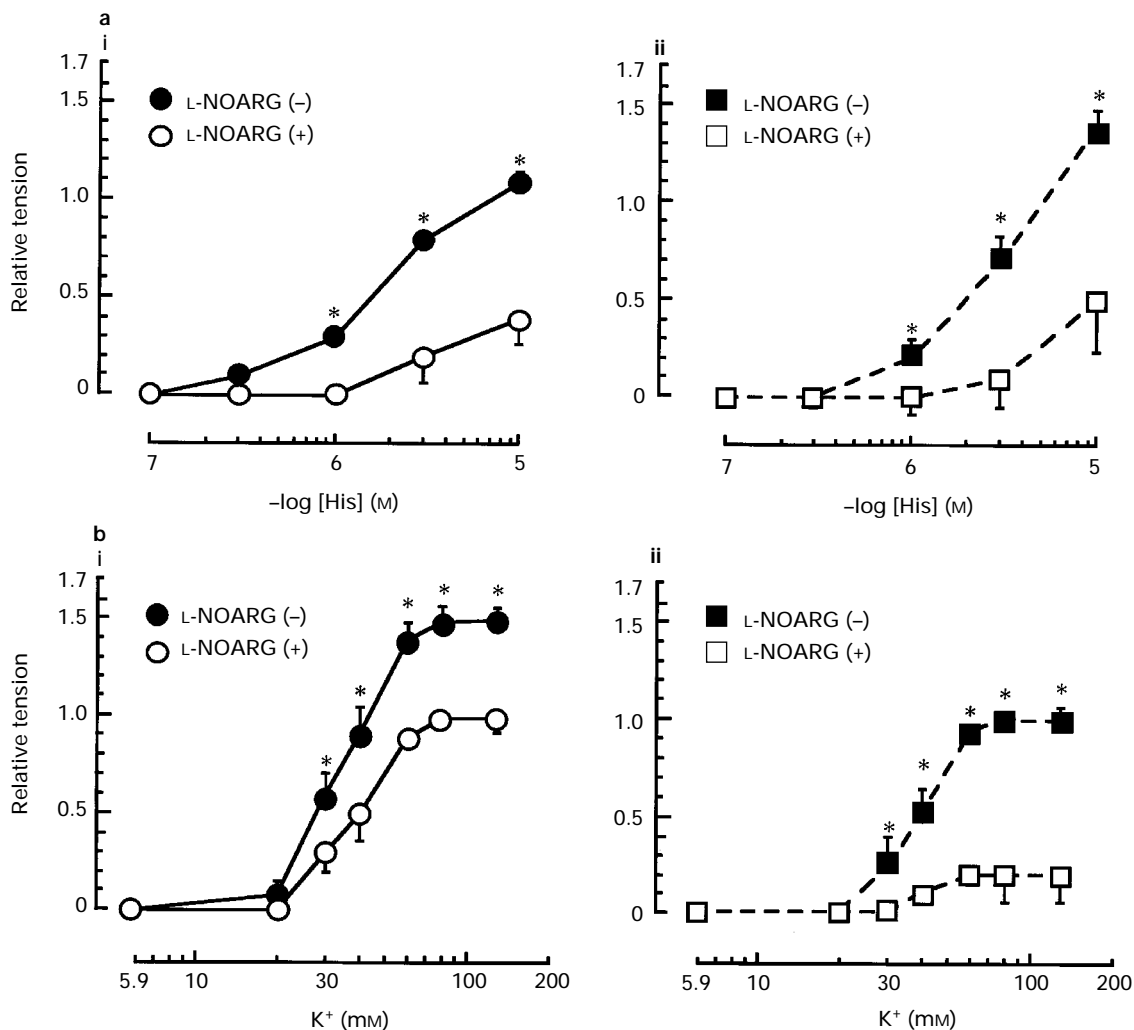 a
i
1.7
1.5
1.0
0.5
0
Relative tension
L-NOARG (–)
L-NOARG (+)
*
*
*
7 6 5
–log [His] (M)
ii
1.7
1.5
1.0
0.5
0
L-NOARG (–)
L-NOARG (+)
*
*
*
7 6 5
–log [His] (M)
b
i
1.7
1.5
1.0
0.5
0
Relative tension
L-NOARG (–)
L-NOARG (+)
* * *
*
*
5.9 10 30 100 200
K⁺ (mM)
ii
1.7
1.5
1.0
0.5
0
L-NOARG (–)
L-NOARG (+)
* * *
*
*
5.9 10 30 100 200
K⁺ (mM)